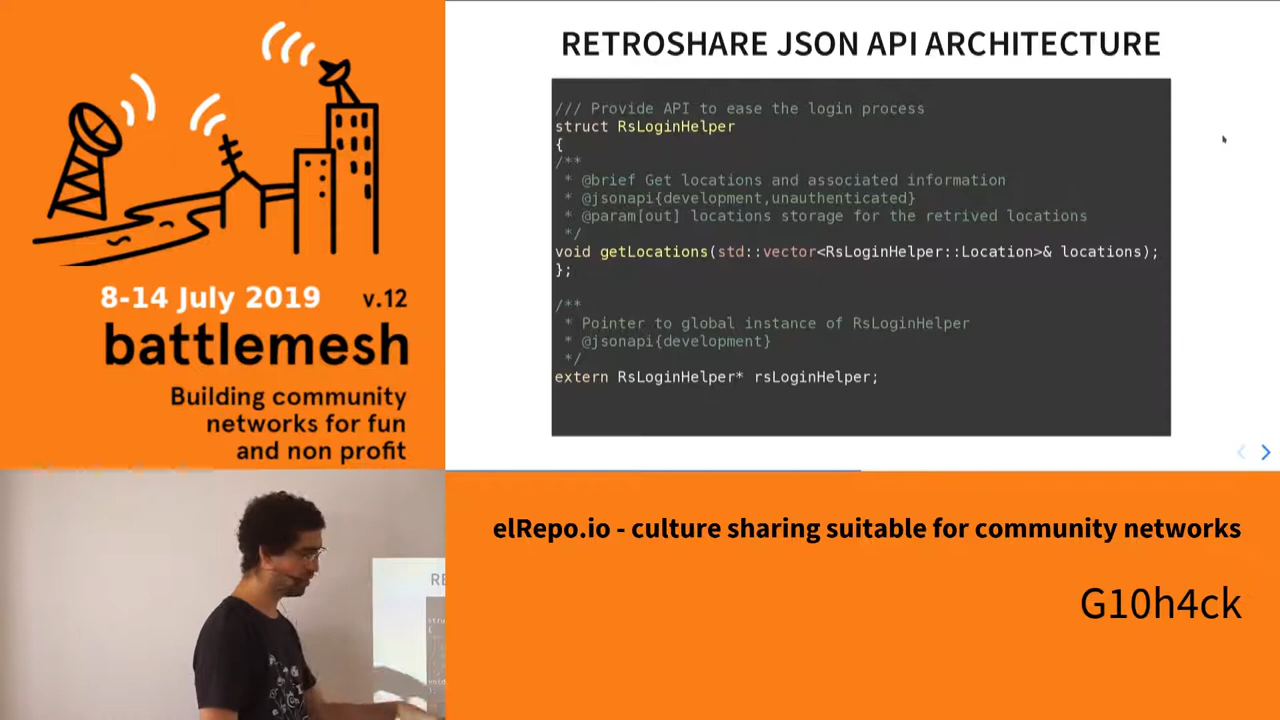 RETROSHARE JSON API ARCHITECTURE
/// Provide API to ease the login process
struct RsLoginHelper
{
/**
 * @brief Get locations and associated information
 * @jsonapi{development,unauthenticated}
 * @param[out] locations storage for the retrived locations
 */
void getLocations(std::vector<RsLoginHelper::Location>& locations);
};
/**
 * Pointer to global instance of RsLoginHelper
 * @jsonapi{development}
 */
extern RsLoginHelper* rsLoginHelper;
8-14 July 2019 v.12
battlemesh
Building community
networks for fun
and non profit
elRepo.io - culture sharing suitable for community networks
G10h4ck